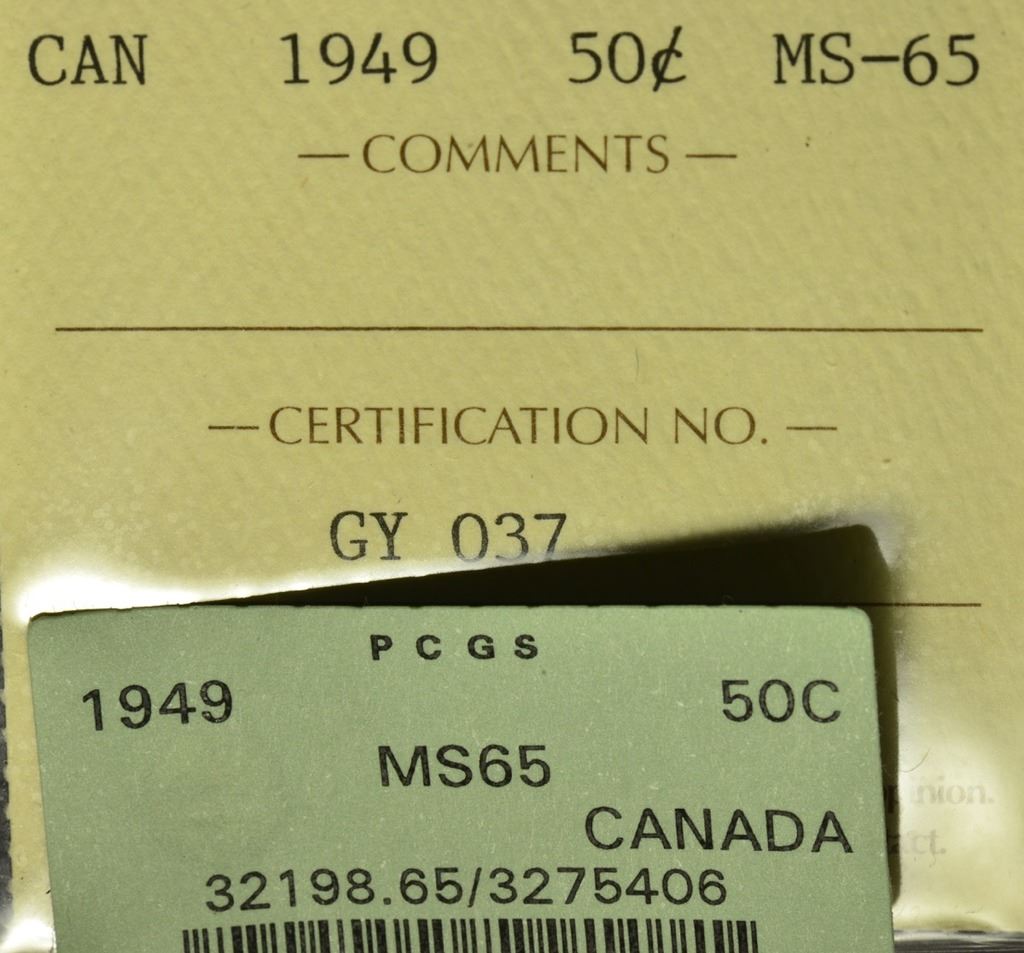 CAN 1949 50¢ MS-65
— COMMENTS —
— CERTIFICATION NO. —
GY 037
PCGS
1949 50C
MS65
CANADA
32198.65/3275406